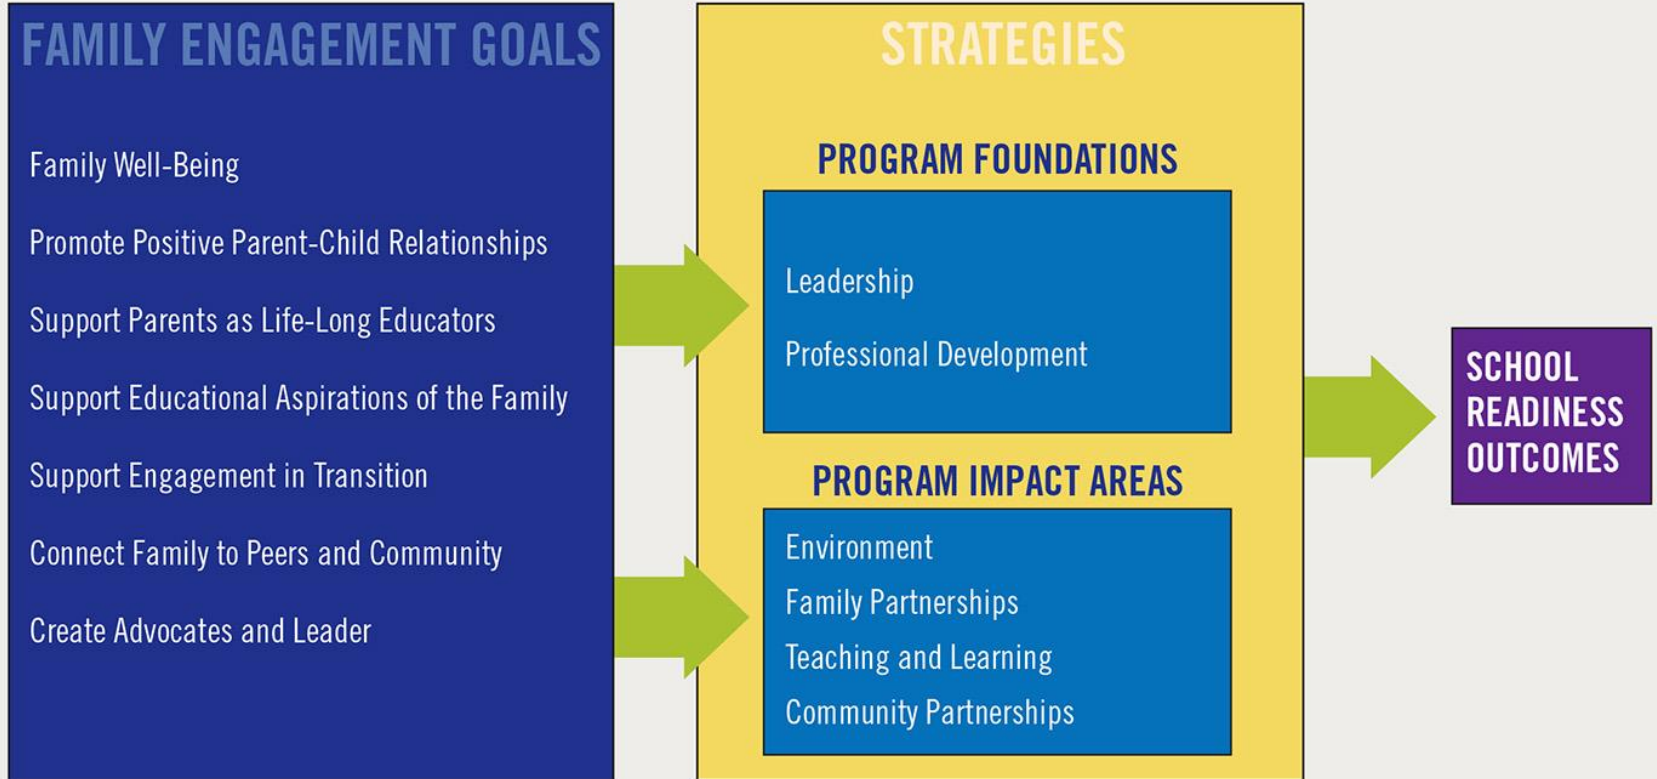 FAMILY ENGAGEMENT GOALS
Family Well-Being
Promote Positive Parent-Child Relationships
Support Parents as Life-Long Educators
Support Educational Aspirations of the Family
Support Engagement in Transition
Connect Family to Peers and Community
Create Advocates and Leader
STRATEGIES
PROGRAM FOUNDATIONS
Leadership
Professional Development
PROGRAM IMPACT AREAS
Environment
Family Partnerships
Teaching and Learning
Community Partnerships
SCHOOL
READINESS
OUTCOMES